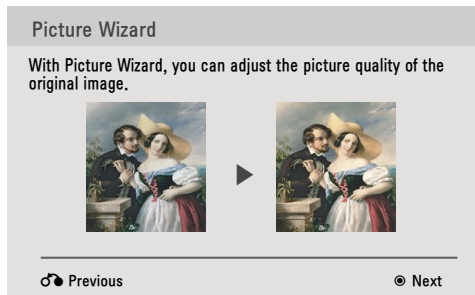 Picture Wizard
With Picture Wizard, you can adjust the picture quality of the
original image.
Previous
Next